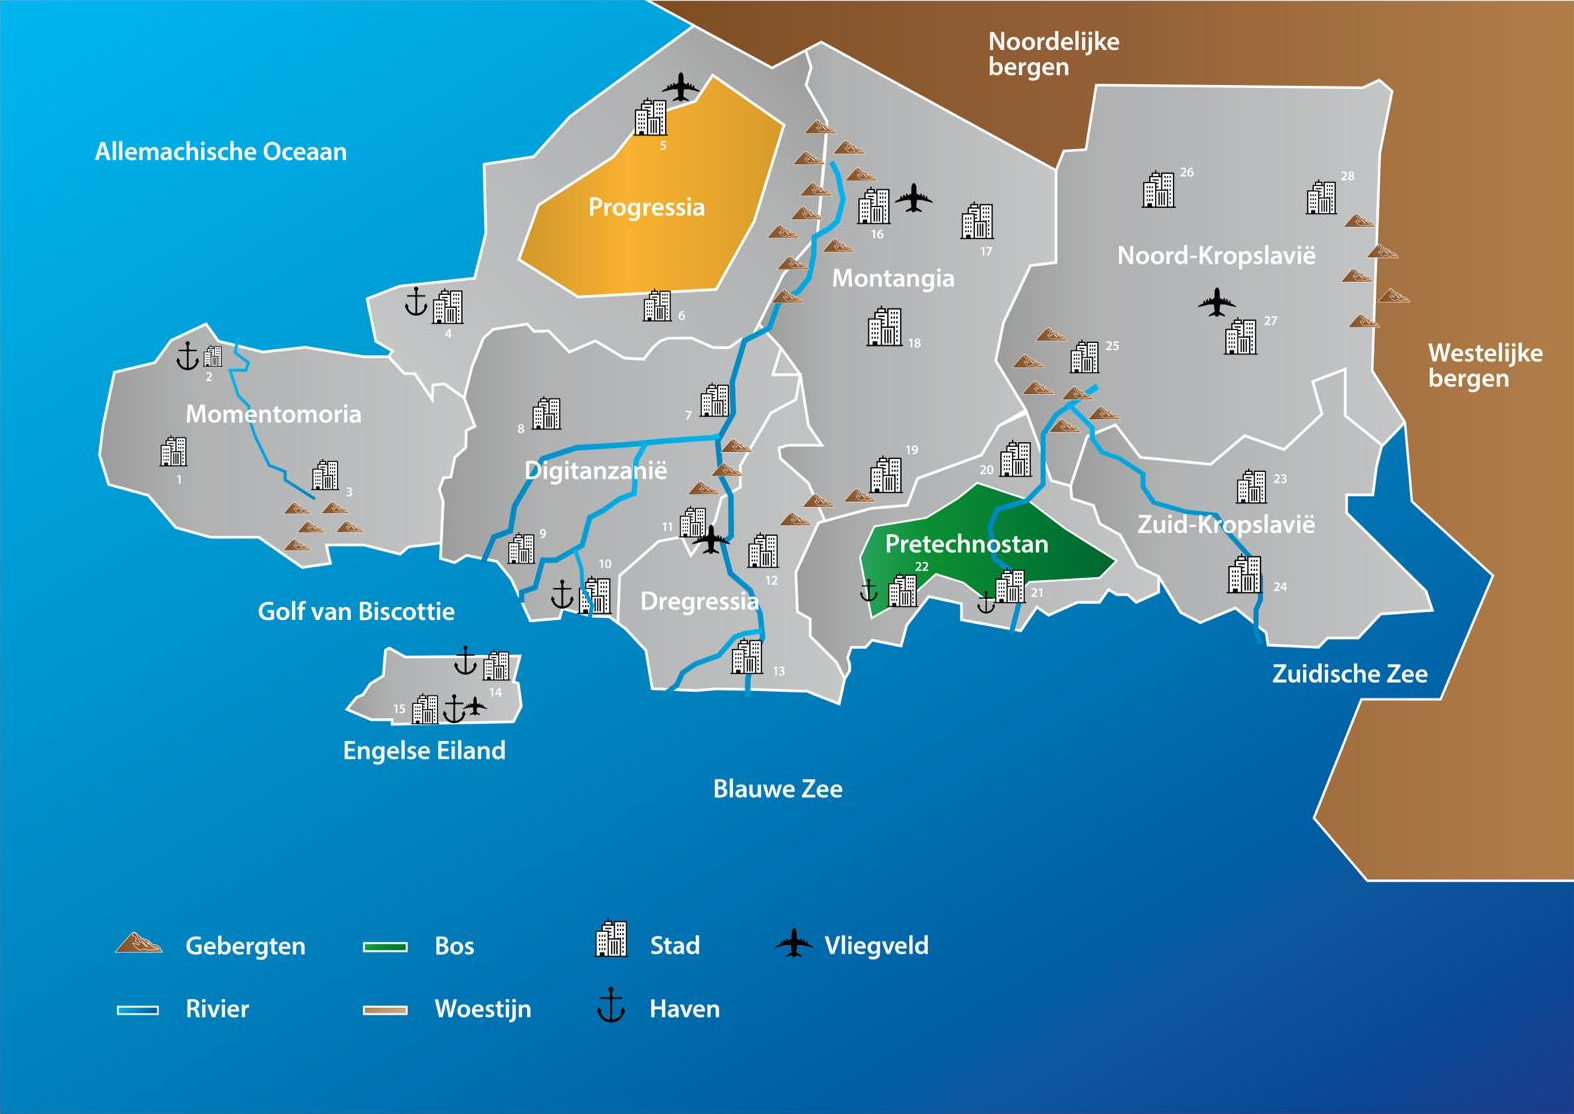 Noordelijke
bergen
Allemachische Oceaan
5
26
28
Progressia
16
17
Noord-Kropslavië
Montangia
4
6
18
27
25
2
Westelijke
bergen
Momentomoria
7
8
1
3
Digitanzanië
19
20
23
11
9
Zuid-Kropslavië
Pretechnostan
10
12
22
21
24
Golf van Biscottie
Dregressia
13
14
15
Zuidische Zee
Engelse Eiland
Blauwe Zee
Gebergten
Bos
Stad
Vliegveld
Rivier
Woestijn
Haven